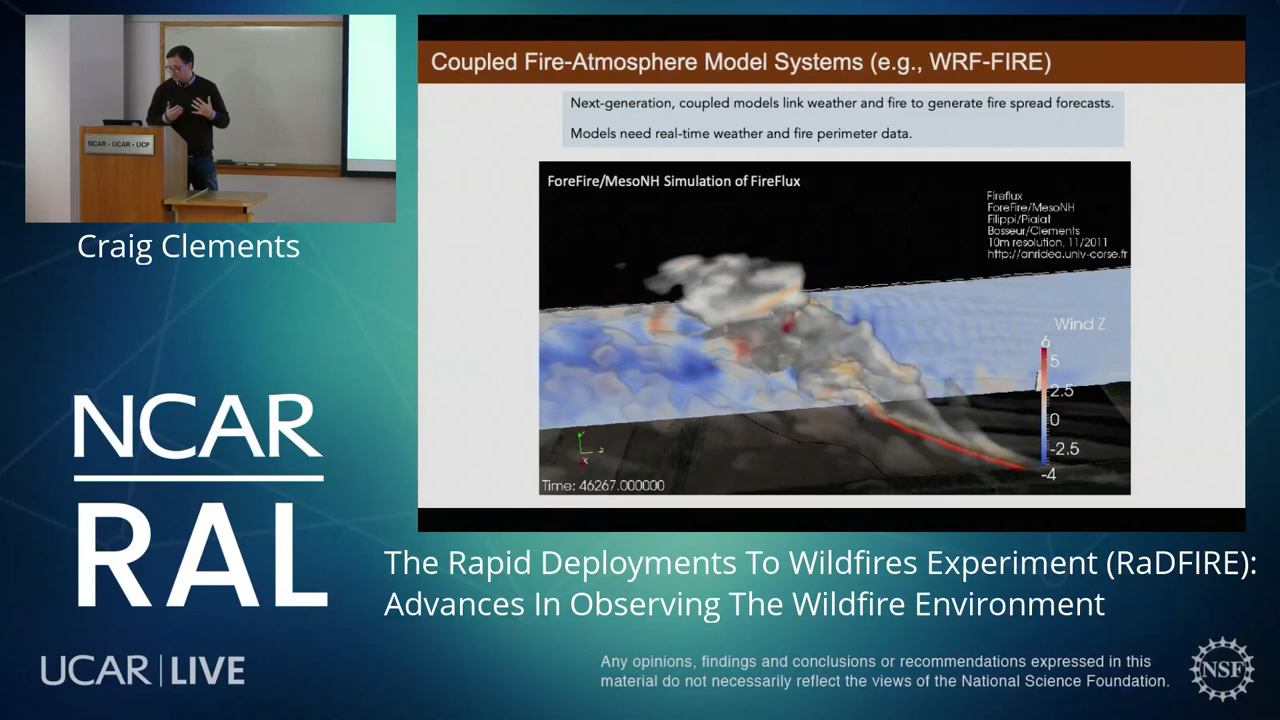 NCAR • UCAR • UCP
Craig Clements
NCAR
RAL
UCAR | LIVE
Coupled Fire-Atmosphere Model Systems (e.g., WRF-FIRE)
Next-generation, coupled models link weather and fire to generate fire spread forecasts.
Models need real-time weather and fire perimeter data.
ForeFire/MesoNH Simulation of FireFlux
Fireflux
ForeFire/MesoNH
Filippi/Pialat
Bosseur/Clements
10m resolution, 11/2011
http://anridea.univ-corse.fr
Wind Z
6
5
2.5
0
-2.5
-4
Time: 46267.000000
The Rapid Deployments To Wildfires Experiment (RaDFIRE):
Advances In Observing The Wildfire Environment
Any opinions, findings and conclusions or recommendations expressed in this
material do not necessarily reflect the views of the National Science Foundation.
NSF